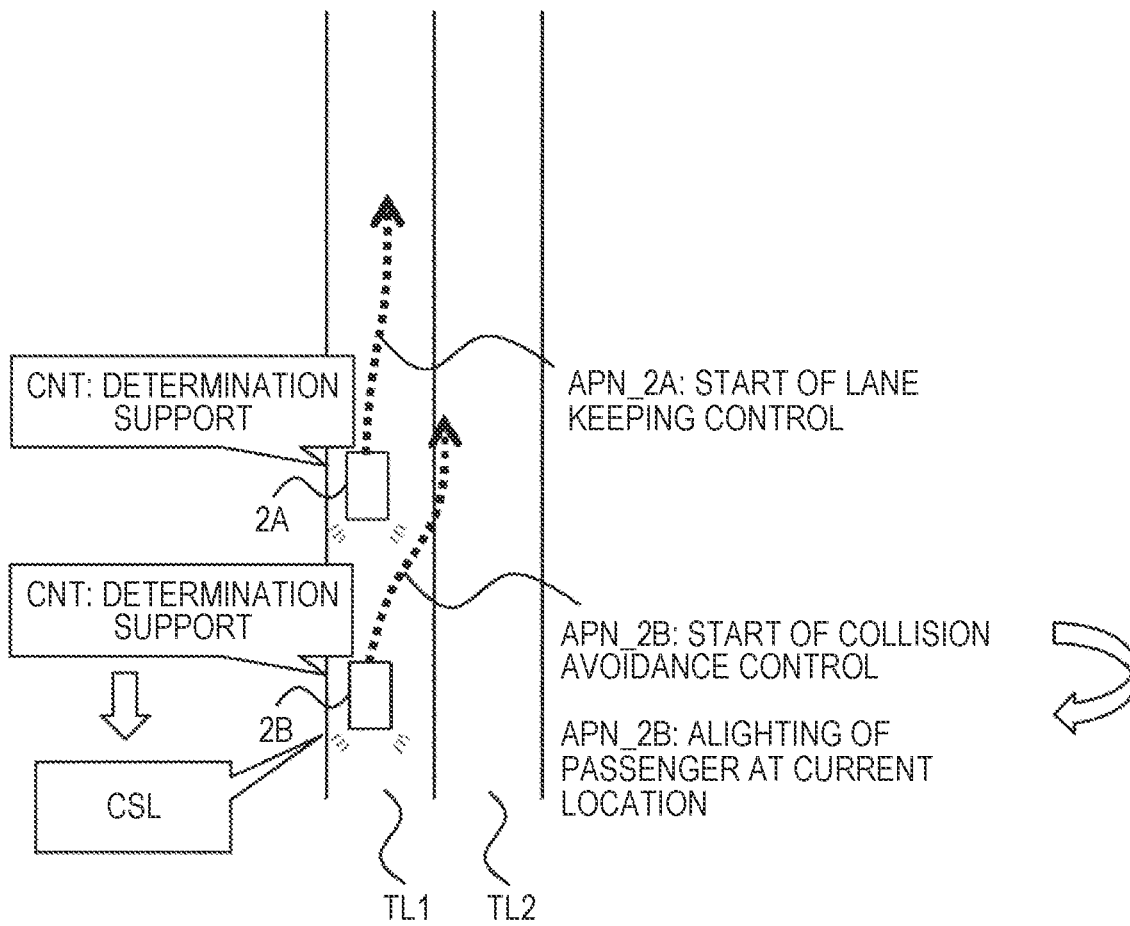 CNT: DETERMINATION
SUPPORT
APN_2A: START OF LANE
KEEPING CONTROL
2A
CNT: DETERMINATION
SUPPORT
APN_2B: START OF COLLISION
AVOIDANCE CONTROL
2B
APN_2B: ALIGHTING OF
PASSENGER AT CURRENT
LOCATION
CSL
TL1
TL2